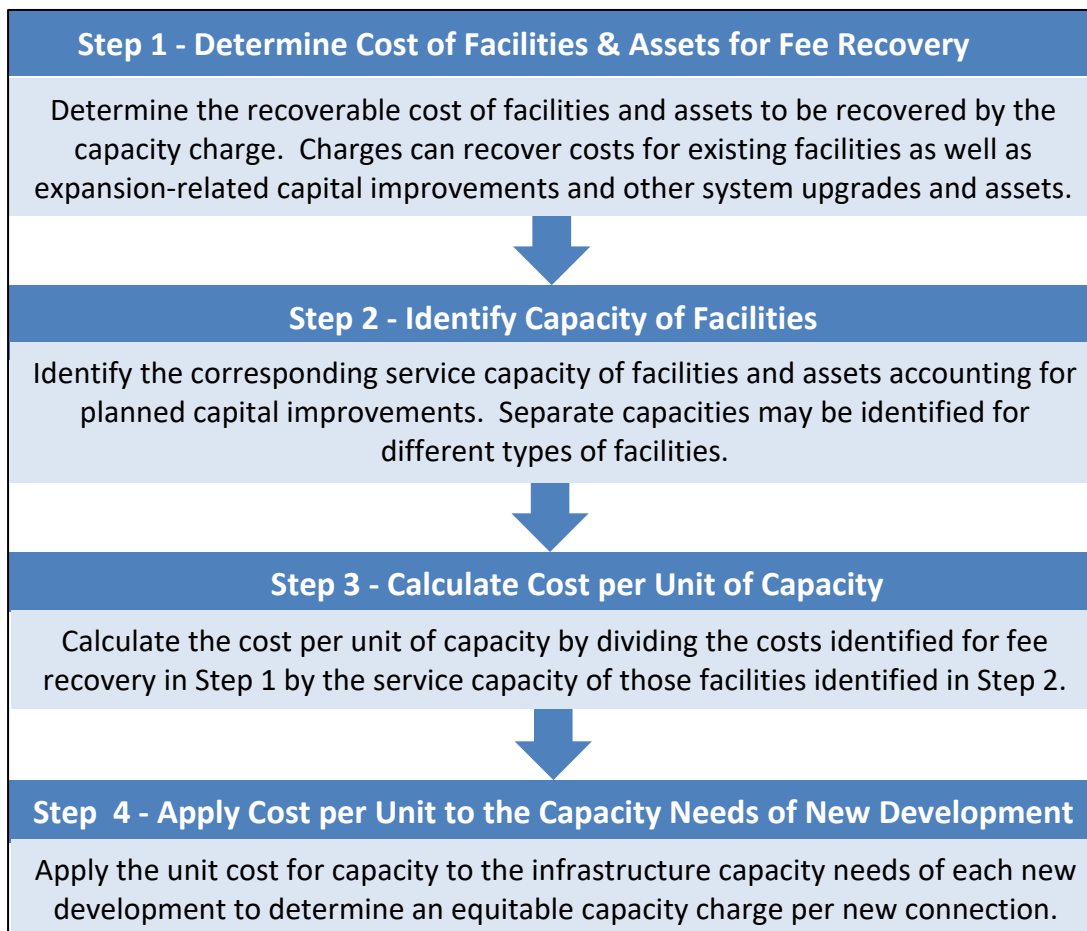 Step 1 - Determine Cost of Facilities & Assets for Fee Recovery
Determine the recoverable cost of facilities and assets to be recovered by the
capacity charge.  Charges can recover costs for existing facilities as well as
expansion-related capital improvements and other system upgrades and assets.
Step 2 - Identify Capacity of Facilities
Identify the corresponding service capacity of facilities and assets accounting for
planned capital improvements.  Separate capacities may be identified for
different types of facilities.
Step 3 - Calculate Cost per Unit of Capacity
Calculate the cost per unit of capacity by dividing the costs identified for fee
recovery in Step 1 by the service capacity of those facilities identified in Step 2.
Step  4 - Apply Cost per Unit to the Capacity Needs of New Development
Apply the unit cost for capacity to the infrastructure capacity needs of each new
development to determine an equitable capacity charge per new connection.